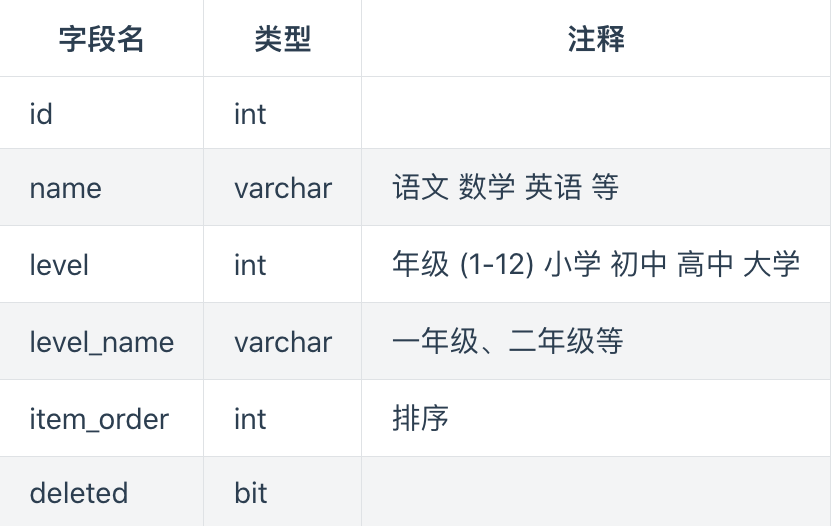 字段名 类型 注释
id int
name varchar 语文 数学 英语 等
level int 年级 (1-12) 小学 初中 高中 大学
level_name varchar 一年级、二年级等
item_order int 排序
deleted bit